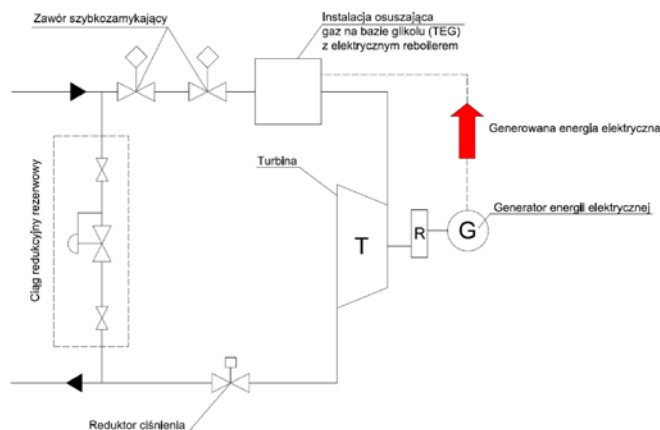 Zawór szybkozamykający
Instalacja osuszająca
gaz na bazie glikolu (TEG)
z elektrycznym reboilerem
Generowana energia elektryczna
Turbina
Generator energii elektrycznej
T
R
G
Ciąg redukcyjny rezerwowy
Reduktor ciśnienia